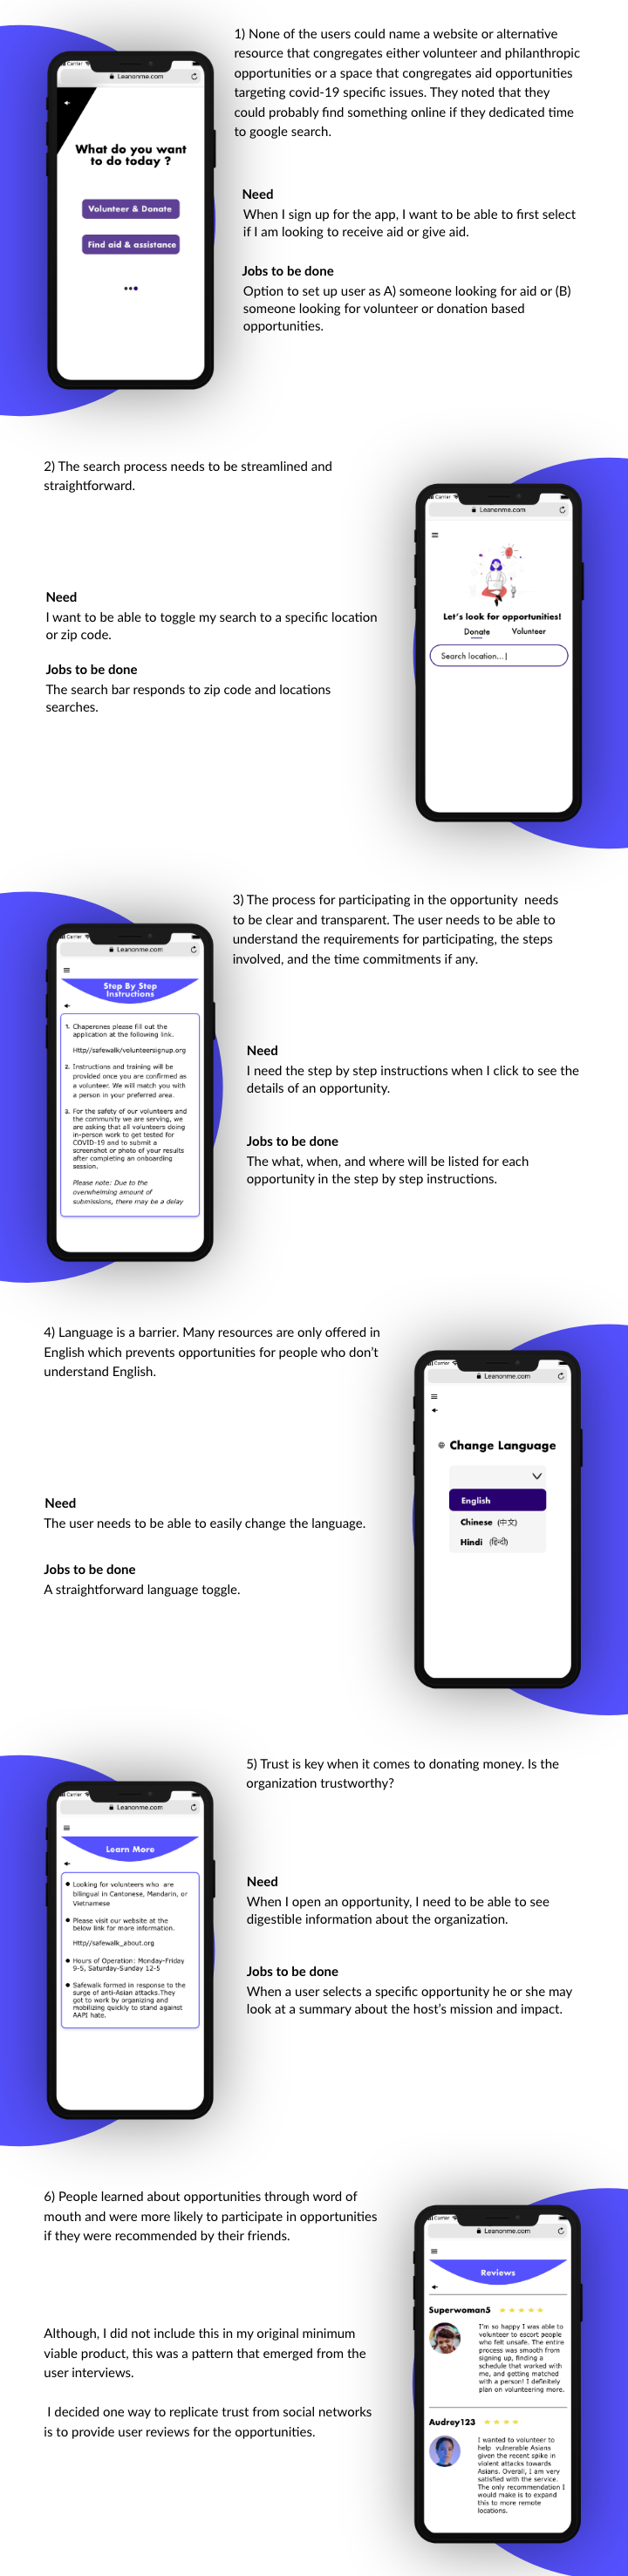 1) None of the users could name a website or alternative
resource that congregates either volunteer and philanthropic
opportunities or a space that congregates aid opportunities
targeting covid-19 specific issues. They noted that they
could probably find something online if they dedicated time
to google search.
Leanonme.com
What do you want
to do today ?
Volunteer & Donate
Find aid & assistance
Need
When I sign up for the app, I want to be able to first select
if I am looking to receive aid or give aid.
Jobs to be done
Option to set up user as A) someone looking for aid or (B)
someone looking for volunteer or donation based
opportunities.
2) The search process needs to be streamlined and
straightforward.
Need
I want to be able to toggle my search to a specific location
or zip code.
Jobs to be done
The search bar responds to zip code and locations
searches.
Carrier
Leanonme.com
Let's look for opportunities!
Donate Volunteer
Search location...|
3) The process for participating in the opportunity needs
to be clear and transparent. The user needs to be able to
understand the requirements for participating, the steps
involved, and the time commitments if any.
Carrier
Leanonme.com
Step By Step
Instructions
1. Chaperones please fill out the
application at the following link.
Http//safewalk/volunteersignup.org
2. Instructions and training will be
provided once you are confirmed as
a volunteer. We will match you with
a person in your preferred area.
3. For the safety of our volunteers and
the community we are serving, we
are asking that all volunteers doing
in-person work to get tested for
COVID-19 and to submit a
screenshot or photo of your results
after completing an onboarding
session.
Please note: Due to the
overwhelming amount of
submissions, there may be a delay
Need
I need the step by step instructions when I click to see the
details of an opportunity.
Jobs to be done
The what, when, and where will be listed for each
opportunity in the step by step instructions.
4) Language is a barrier. Many resources are only offered in
English which prevents opportunities for people who don't
understand English.
Need
The user needs to be able to easily change the language.
Jobs to be done
A straightforward language toggle.
Carrier
Leanonme.com
Change Language
English
Chinese (中文)
Hindi (हिन्दी)
5) Trust is key when it comes to donating money. Is the
organization trustworthy?
Carrier
Leanonme.com
Learn More
Looking for volunteers who are
bilingual in Cantonese, Mandarin, or
Vietnamese
Please visit our website at the
below link for more information.
Http//safewalk_about.org
Hours of Operation: Monday-Friday
9-5, Saturday-Sunday 12-5
Safewalk formed in response to the
surge of anti-Asian attacks.They
got to work by organizing and
mobilizing quickly to stand against
AAPI hate.
Need
When I open an opportunity, I need to be able to see
digestible information about the organization.
Jobs to be done
When a user selects a specific opportunity he or she may
look at a summary about the host's mission and impact.
6) People learned about opportunities through word of
mouth and were more likely to participate in opportunities
if they were recommended by their friends.
Although, I did not include this in my original minimum
viable product, this was a pattern that emerged from the
user interviews.
I decided one way to replicate trust from social networks
is to provide user reviews for the opportunities.
Carrier
Leanonme.com
Reviews
Superwoman5
I'm so happy I was able to
volunteer to escort people
who felt unsafe. The entire
process was smooth from
signing up, finding a
schedule that worked with
me, and getting matched
with a person! I definitely
plan on volunteering more.
Audrey123
I wanted to volunteer to
help vulnerable Asians
given the recent spike in
violent attacks towards
Asians. Overall, I am very
satisfied with the service.
The only recommendation I
would make is to expand
this to more remote
locations.